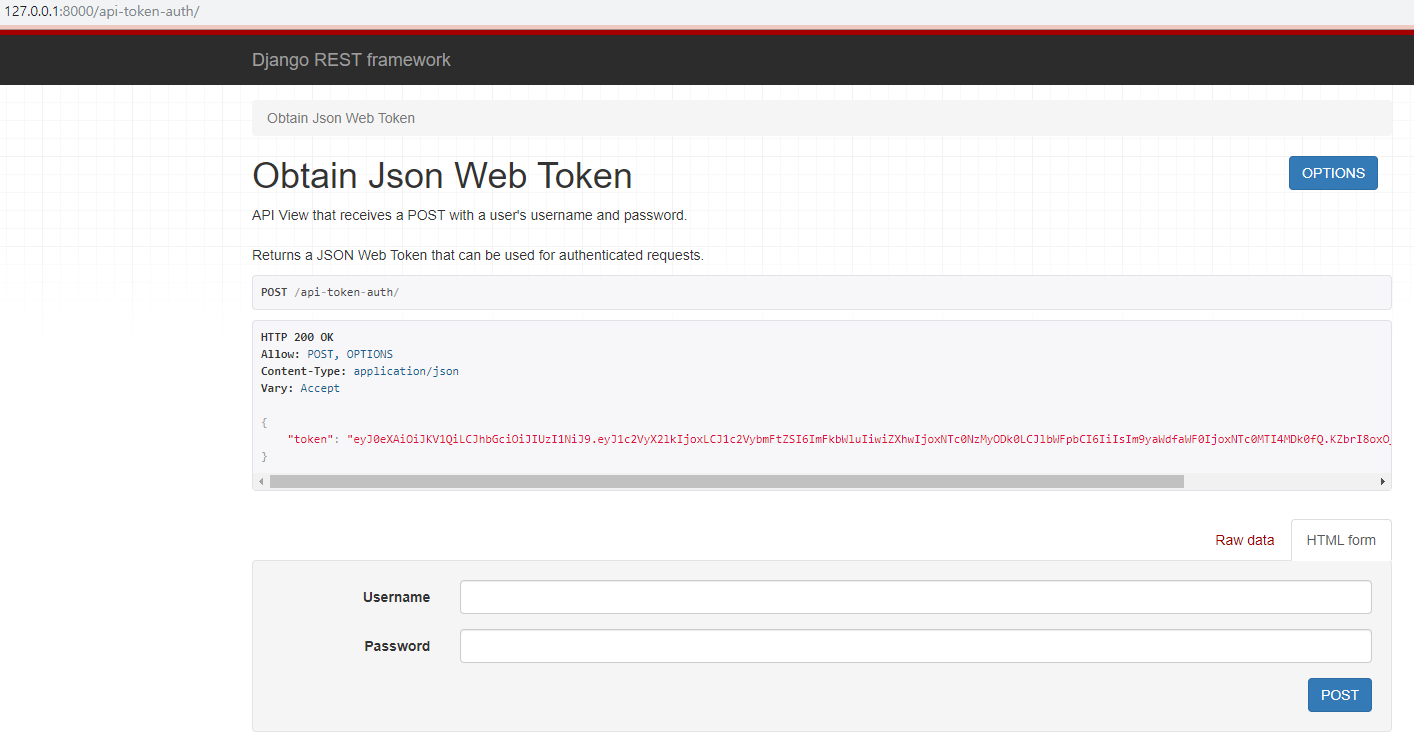 127.0.0.1:8000/api-token-auth/
Django REST framework
Obtain Json Web Token
Obtain Json Web Token
OPTIONS
API View that receives a POST with a user's username and password.
Returns a JSON Web Token that can be used for authenticated requests.
POST /api-token-auth/
HTTP 200 OK
Allow: POST, OPTIONS
Content-Type: application/json
Vary: Accept
{
"token": "eyJ0eXAiOiJKV1QiLCJhbGciOiJIUzI1NiJ9.eyJ1c2VyX2lkIjoxLCJ1c2VybmFtZSI6ImFkbWluIiwiZXhwIjoxNTc0NzMyODk0LCJlbWFpbCI6IiIsIm9yaWdfaWF0IjoxNTc0MTI4MDk0fQ.KZbrI8oxO_
}
Raw data
HTML form
Username
Password
POST